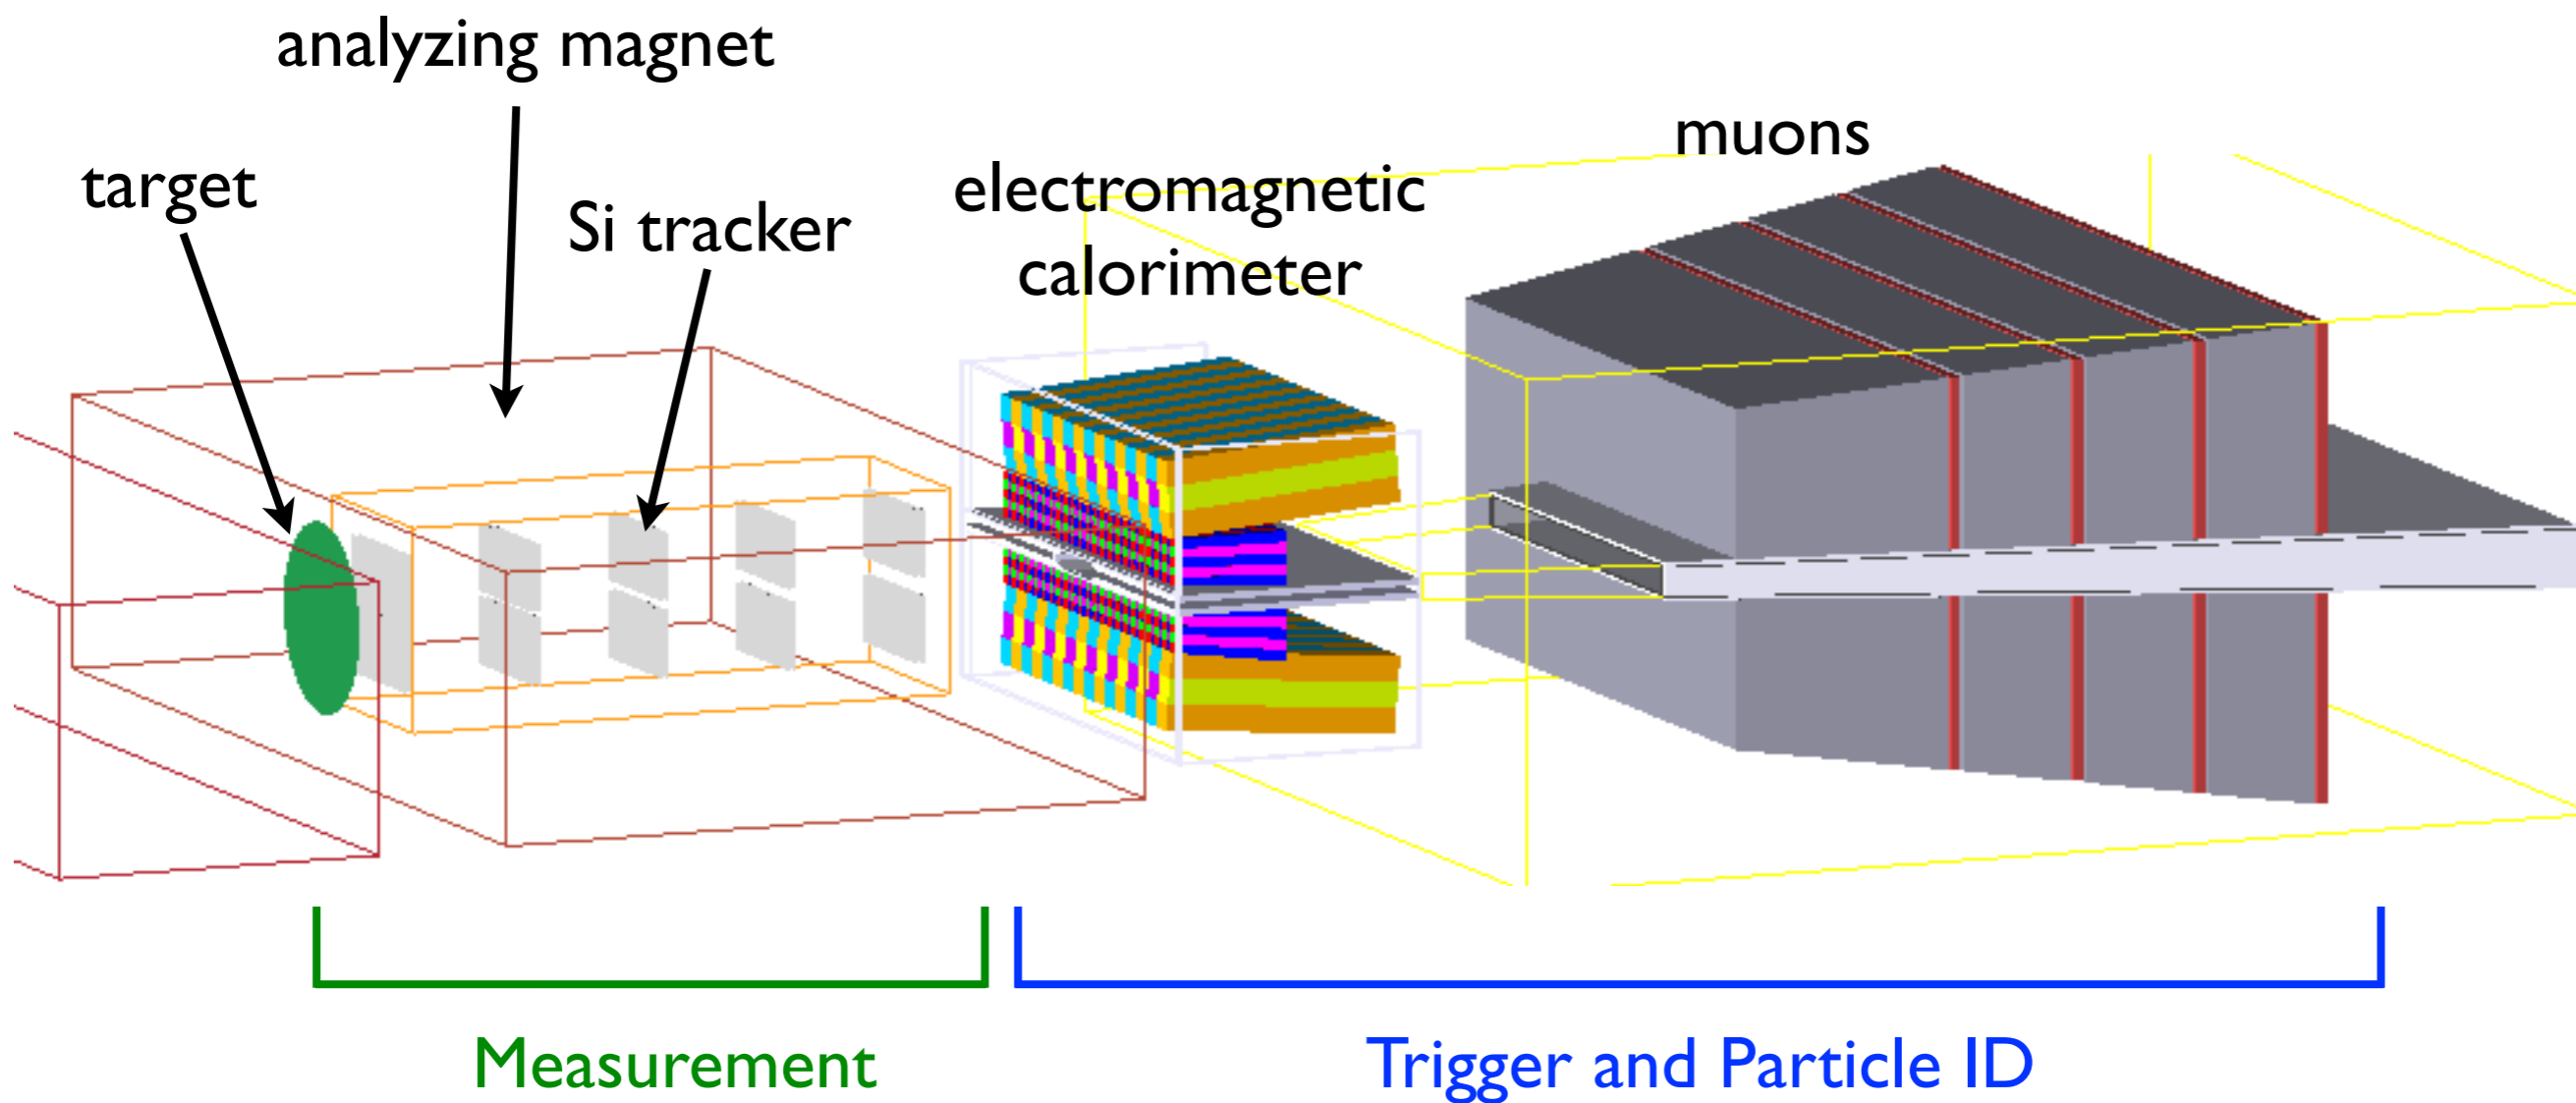 analyzing magnet
target
Si tracker
electromagnetic
calorimeter
muons
Measurement
Trigger and Particle ID